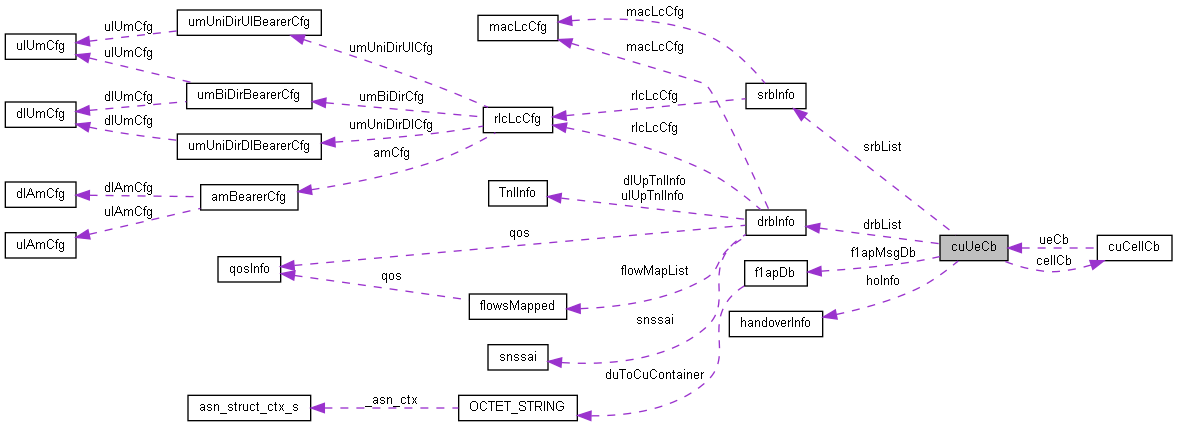 macLcCfg
umUniDirUlBearerCfg
ulUmCfg
macLcCfg
ulUmCfg
umUniDirUlCfg
macLcCfg
ulUmCfg
umBiDirBearerCfg
dlUmCfg
umBiDirCfg
rlcLcCfg
srbInfo
dlUmCfg
dlUmCfg
umUniDirDlCfg
rlcLcCfg
rlcLcCfg
umUniDirDlBearerCfg
srbList
amCfg
dlAmCfg
dlAmCfg
amBearerCfg
TnlInfo
dlUpTnlInfo
ulUpTnlInfo
ulAmCfg
ulAmCfg
qos
drbInfo
drbList
cuUeCb
ueCb
cuCellCb
f1apMsgDb
cellCb
qosInfo
qos
flowMapList
f1apDb
hoInfo
flowsMapped
snssai
handoverInfo
snssai
duToCuContainer
asn_struct_ctx_s
_asn_ctx
OCTET_STRING